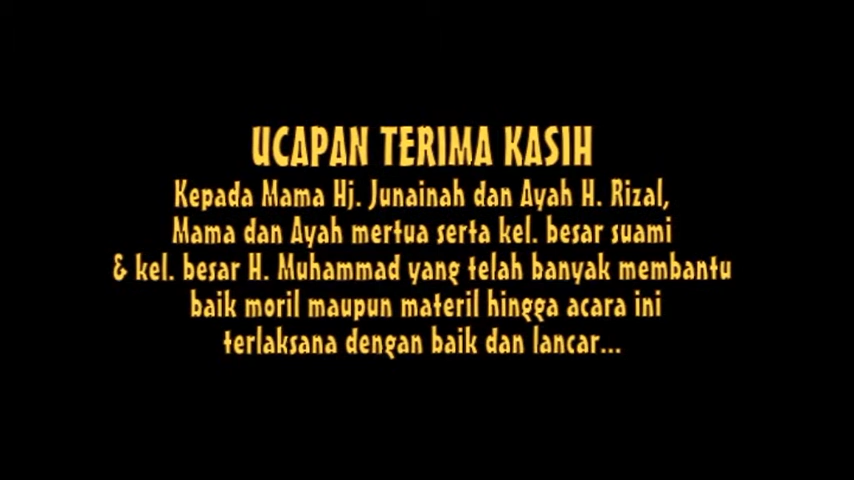 UCAPAN TERIMA KASIH
Kepada Mama Hj. Junainah dan Ayah H. Rizal,
Mama dan Ayah mertua serta kel. besar suami
& kel. besar H. Muhammad yang telah banyak membantu
baik moril maupun materil hingga acara ini
terlaksana dengan baik dan lancar...